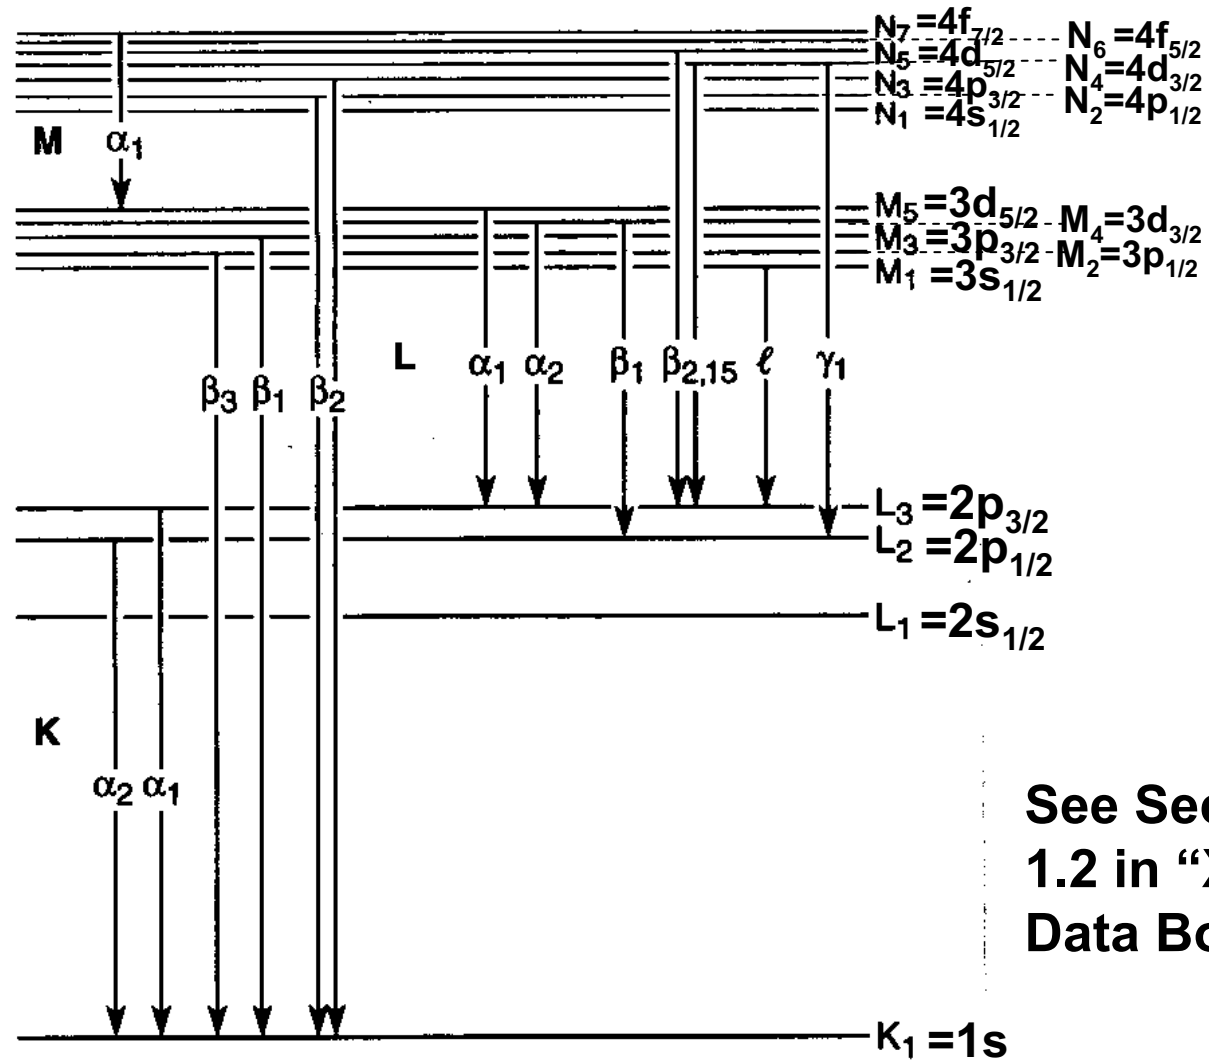 N₇ =4f₇/₂
N₆ =4f₅/₂
N₅ =4d₅/₂
N₄ =4d₃/₂
N₃ =4p₃/₂
N₂ =4p₁/₂
N₁ =4s₁/₂
M α₁
M₅ =3d₅/₂
M₄ =3d₃/₂
M₃ =3p₃/₂
M₂ =3p₁/₂
M₁ =3s₁/₂
L α₁ α₂ β₁ β₂,₁₅ ℓ γ₁
β₃ β₁ β₂
L₃ =2p₃/₂
L₂ =2p₁/₂
L₁ =2s₁/₂
K
α₂ α₁
See
1.2 in “
Data
K₁ =1s